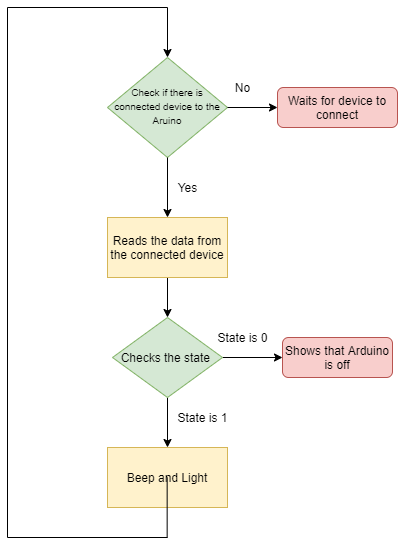 Check if there is
connected device to the
Aruino
No
Waits for device to
connect
Yes
Reads the data from
the connected device
Checks the state
State is 0
Shows that Arduino
is off
State is 1
Beep and Light